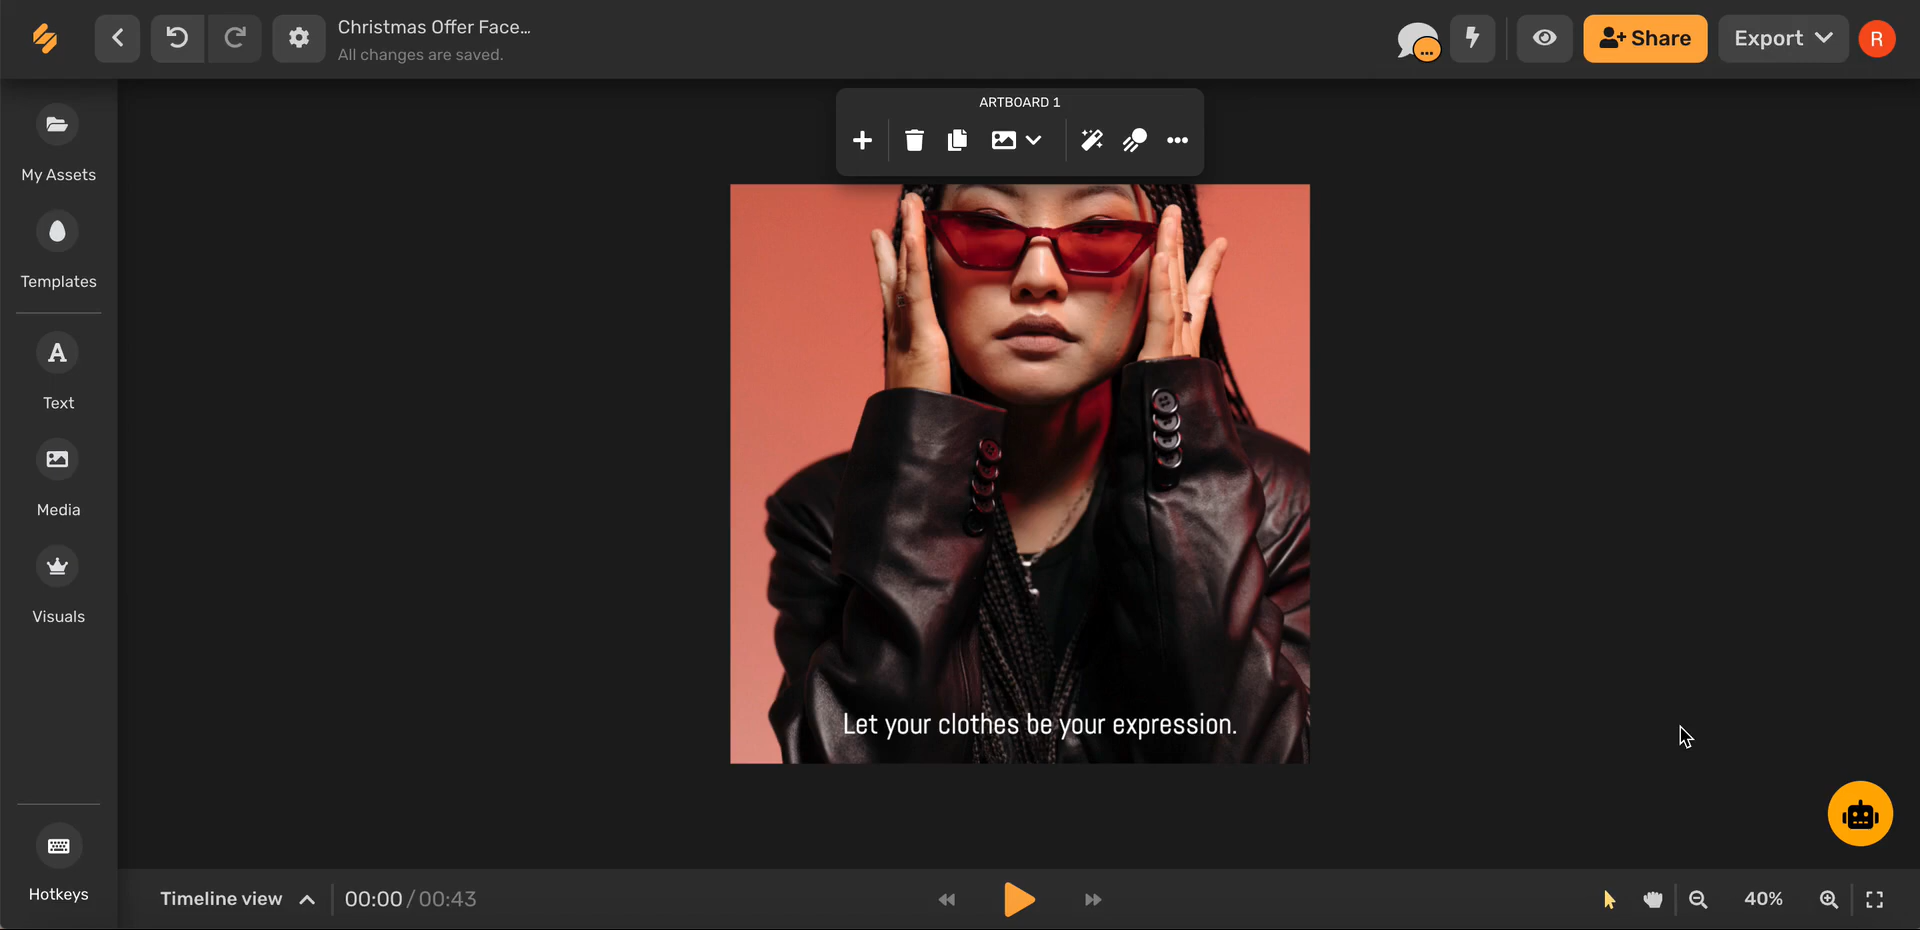 Christmas Offer Face...
All changes are saved.
Share
Export
R
ARTBOARD 1
My Assets
Templates
A
Text
Media
Visuals
Let your clothes be your expression.
Hotkeys
Timeline view
00:00 / 00:43
40%